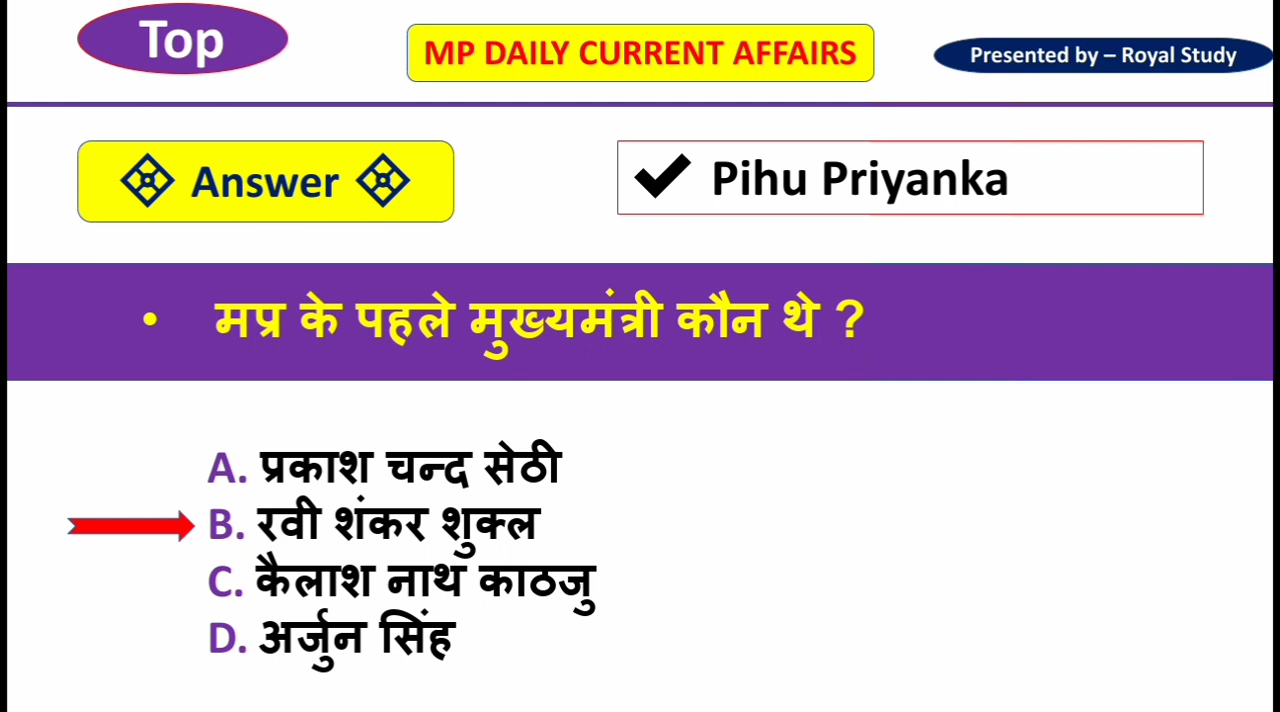 Top
MP DAILY CURRENT AFFAIRS
Presented by – Royal Study
Answer
Pihu Priyanka
• मप्र के पहले मुख्यमंत्री कौन थे ?
A. प्रकाश चन्द सेठी
B. रवी शंकर शुक्ल
C. कैलाश नाथ काठजु
D. अर्जुन सिंह